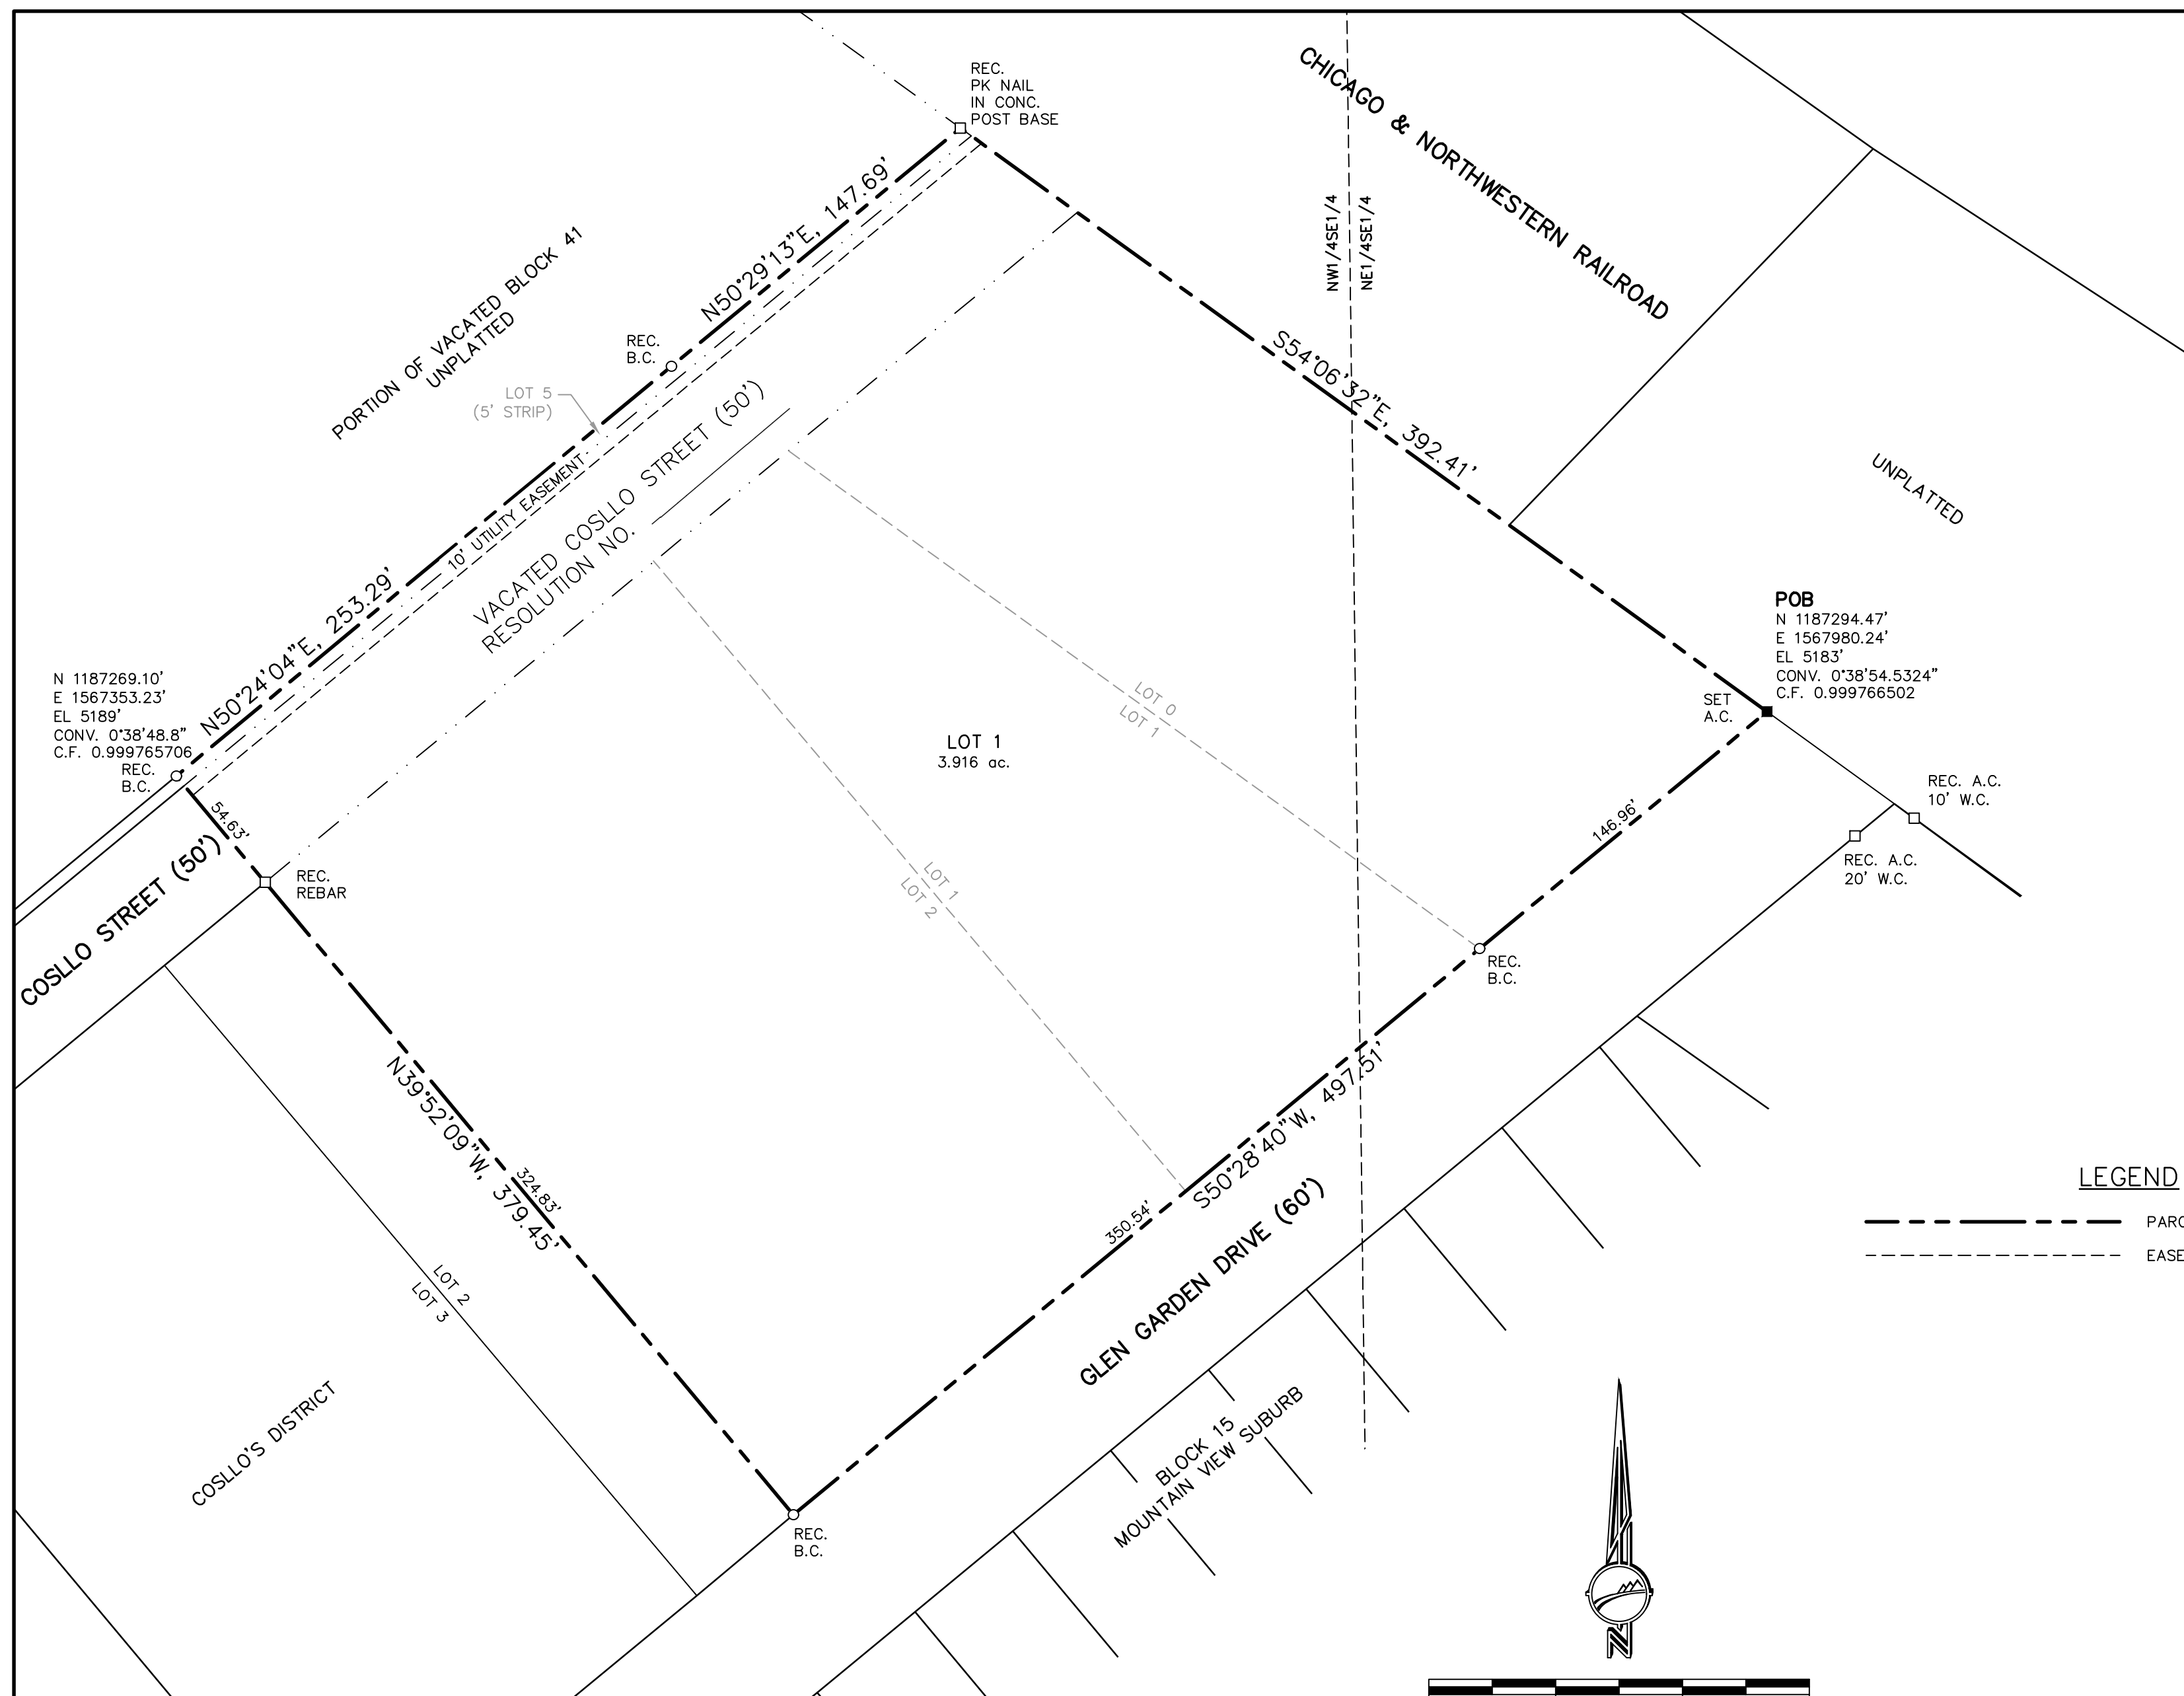 REC.
PK NAIL
IN CONC.
POST BASE
CHICAGO & NORTHWESTERN RAILROAD
NW1/4SE1/4
NE1/4SE1/4
N50°29'13"E, 147.69'
PORTION OF VACATED BLOCK 41
UNPLATTED
REC.
B.C.
LOT 5
(5' STRIP)
S54°06'32"E, 392.41'
10' UTILITY EASEMENT
VACATED COSLLO STREET (50')
RESOLUTION NO.
UNPLATTED
N50°24'04"E, 253.29'
POB
N 1187294.47'
E 1567980.24'
EL 5183'
CONV. 0°38'54.5324"
C.F. 0.999766502
SET
A.C.
N 1187269.10'
E 1567353.23'
EL 5189'
CONV. 0°38'48.8"
C.F. 0.999765706
REC.
B.C.
LOT 0
LOT 1
LOT 1
3.916 ac.
54.63'
146.96'
REC. A.C.
10' W.C.
REC. A.C.
20' W.C.
REC.
REBAR
COSLLO STREET (50')
LOT 1
LOT 2
REC.
B.C.
N39°52'09"W, 379.45'
324.83'
S50°28'40"W, 497.51'
350.54'
GLEN GARDEN DRIVE (60')
LEGEND
PARC
EASE
LOT 2
LOT 3
COSLLO'S DISTRICT
BLOCK 15
MOUNTAIN VIEW SUBURB
REC.
B.C.
N